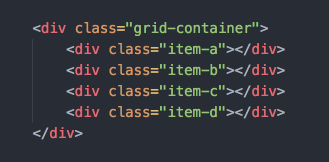 <div class="grid-container">
    <div class="item-a"></div>
    <div class="item-b"></div>
    <div class="item-c"></div>
    <div class="item-d"></div>
</div>